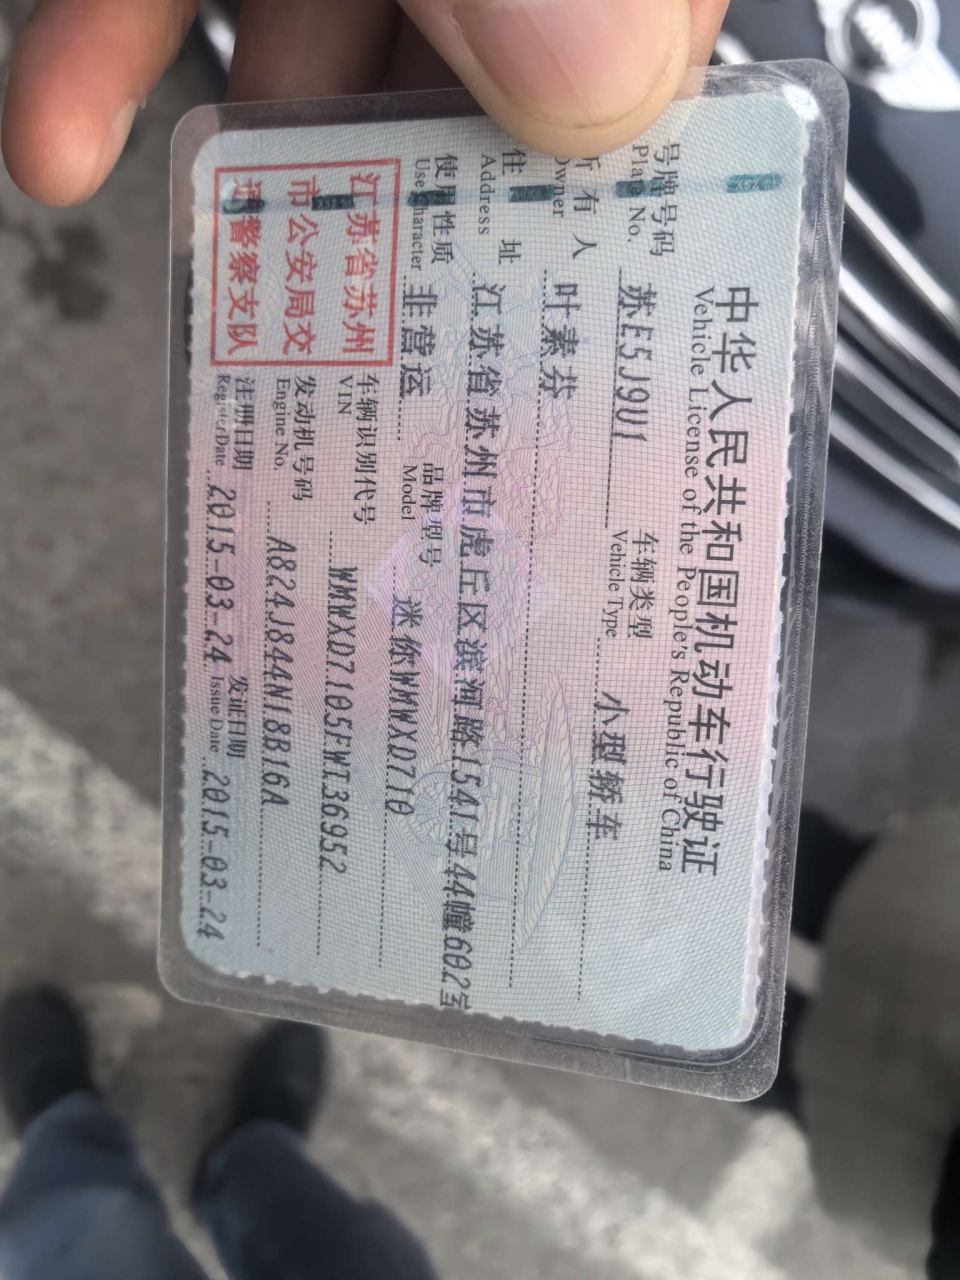 中华人民共和国机动车行驶证
Vehicle License of the People's Republic of China
号牌号码 苏E5J9U1 车辆类型 小型轿车
Plate No. Vehicle Type
所有人 叶素芬
Owner
住址 江苏省苏州市虎丘区滨河路1541号44幢602室
Address
使用性质 非营运 品牌型号 迷你WMWXD710
Use Character Model
江苏省苏州
市公安局交
通警察支队
车辆识别代号 WMWXD7105FWT36952
VIN
发动机号码 A824J844N18B16A
Engine No.
注册日期 2015-03-24 发证日期 2015-03-24
Register Date Issue Date
MINI